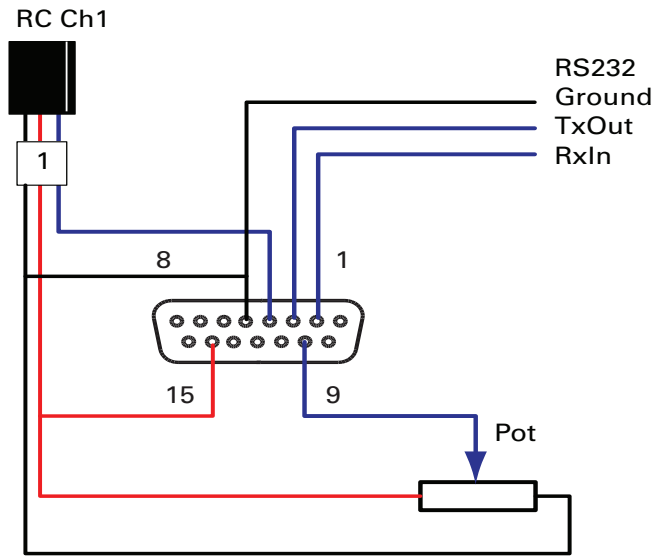 RC Ch1
RS232
Ground
TxOut
RxIn
1
8
1
15
9
Pot